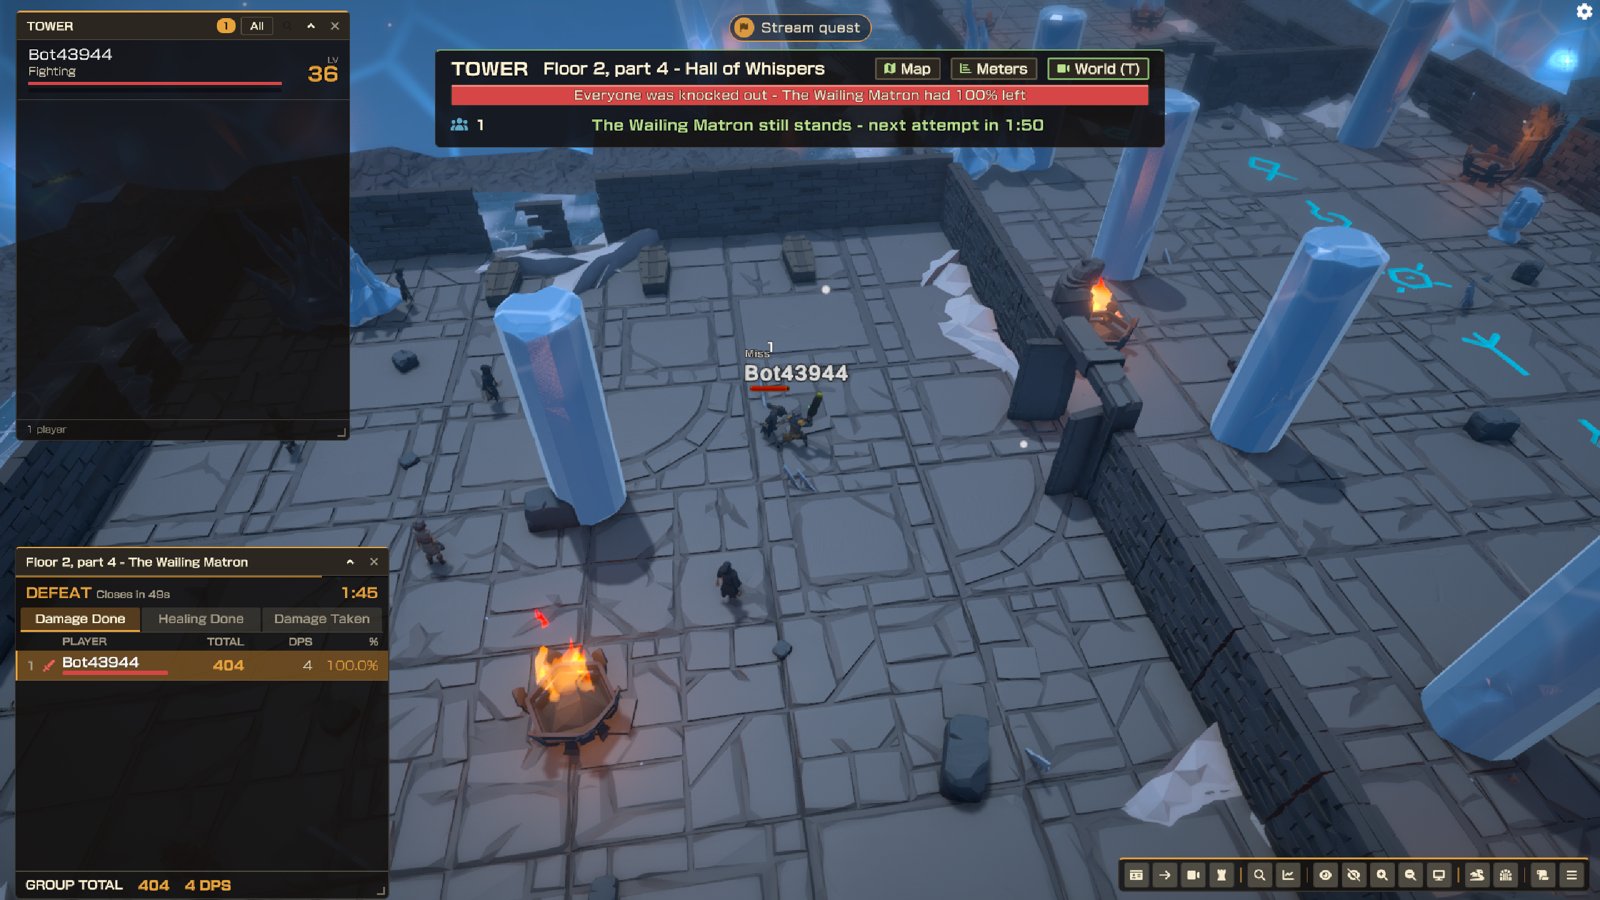 TOWER
1
All
Bot43944
Fighting
LV
36
1 player
Stream quest
TOWER Floor 2, part 4 - Hall of Whispers
Map
Meters
World (T)
Everyone was knocked out - The Wailing Matron had 100% left
1
The Wailing Matron still stands - next attempt in 1:50
1
Miss
Bot43944
Floor 2, part 4 - The Wailing Matron
DEFEAT Closes in 49s 1:45
Damage Done Healing Done Damage Taken
PLAYER TOTAL DPS %
1 Bot43944 404 4 100.0%
GROUP TOTAL 404 4 DPS